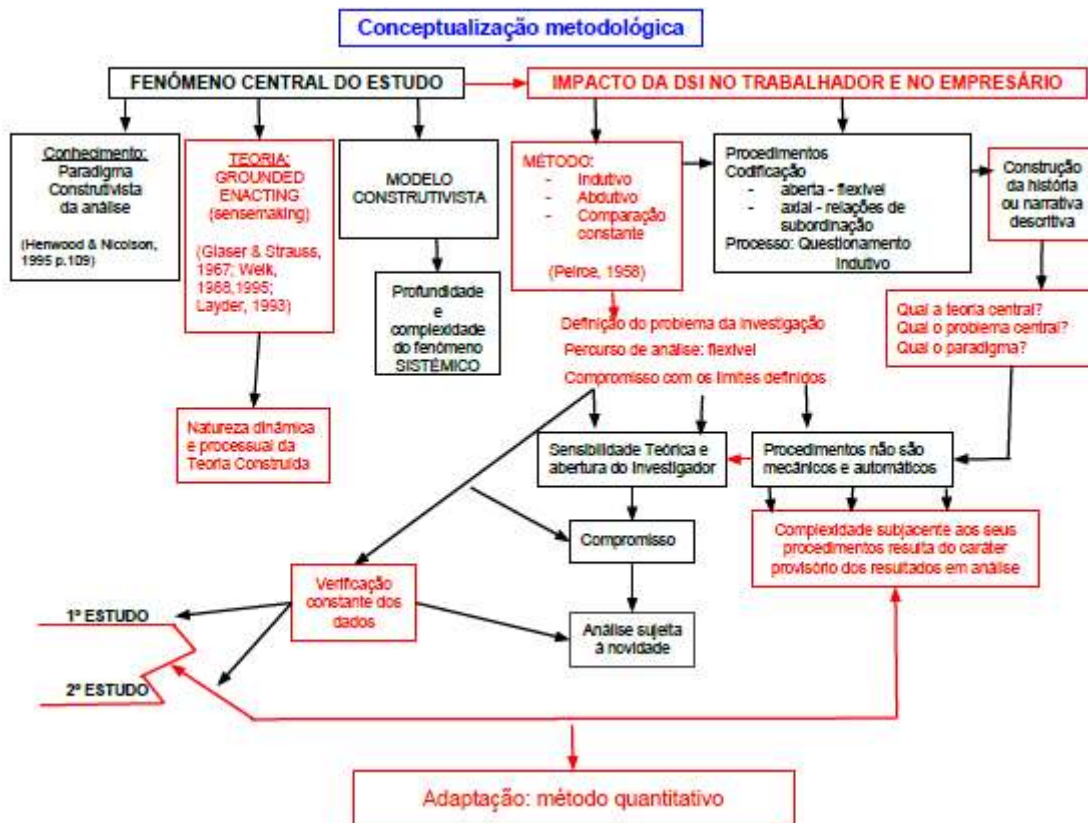 Conceptualização metodológica
FENÓMENO CENTRAL DO ESTUDO
IMPACTO DA DSI NO TRABALHADOR E NO EMPRESÁRIO
Conhecimento:
Paradigma
Construtivista
da análise
(Henwood & Nicolson,
1995 p.109)
TEORIA:
GROUNDED
ENACTING
(sensemaking)
(Glaser & Strauss,
1967; Weik,
1988,1995;
Layder, 1993)
MODELO
CONSTRUTIVISTA
MÉTODO:
- Indutivo
- Abdutivo
- Comparação
constante
(Peirce, 1958)
Procedimentos
Codificação
- aberta - flexível
- axial - relações de
subordinação
Processo: Questionamento
Indutivo
Construção
da história
ou narrativa
descritiva
Profundidade
e
complexidade
do fenómeno
SISTÉMICO
Definição do problema da investigação
Percurso de análise: flexível
Compromisso com os limites definidos
Qual a teoria central?
Qual o problema central?
Qual o paradigma?
Natureza dinâmica
e processual da
Teoria Construída
Sensibilidade Teórica e
abertura do Investigador
Procedimentos não são
mecânicos e automáticos
Compromisso
Complexidade subjacente aos seus
procedimentos resulta do caráter
provisório dos resultados em análise
Verificação
constante dos
dados
Análise sujeita
à novidade
1º ESTUDO
2º ESTUDO
Adaptação: método quantitativo